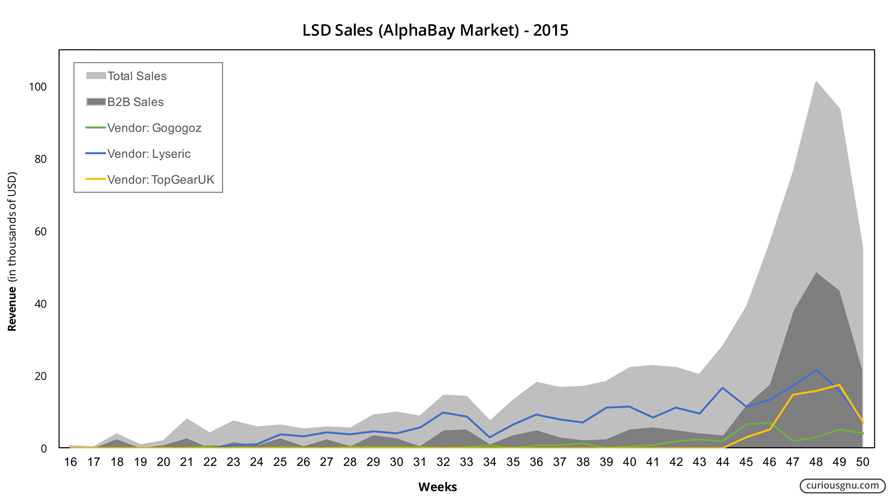 LSD Sales (AlphaBay Market) - 2015
Total Sales
B2B Sales
Vendor: Gogogoz
Vendor: Lyseric
Vendor: TopGearUK
Revenue (in thousands of USD)
100
80
60
40
20
0
16 17 18 19 20 21 22 23 24 25 26 27 28 29 30 31 32 33 34 35 36 37 38 39 40 41 42 43 44 45 46 47 48 49 50
Weeks
curiousgnu.com